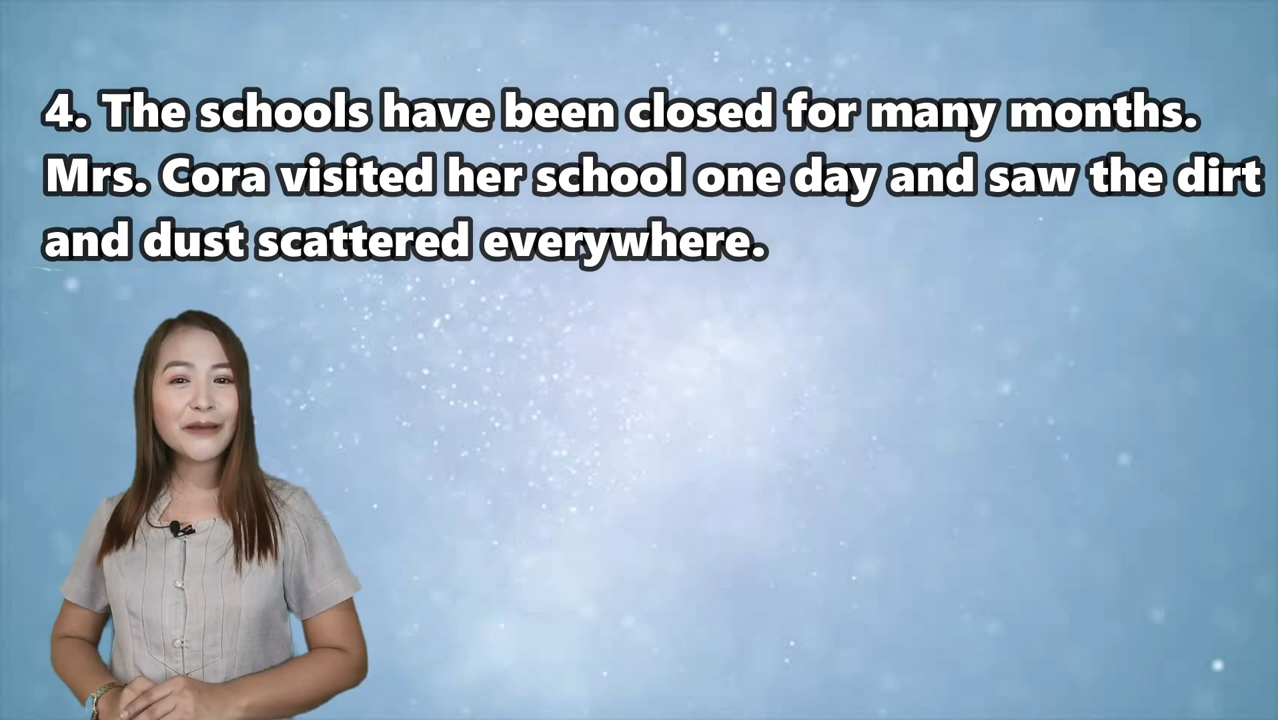 4. The schools have been closed for many months.
Mrs. Cora visited her school one day and saw the dirt
and dust scattered everywhere.